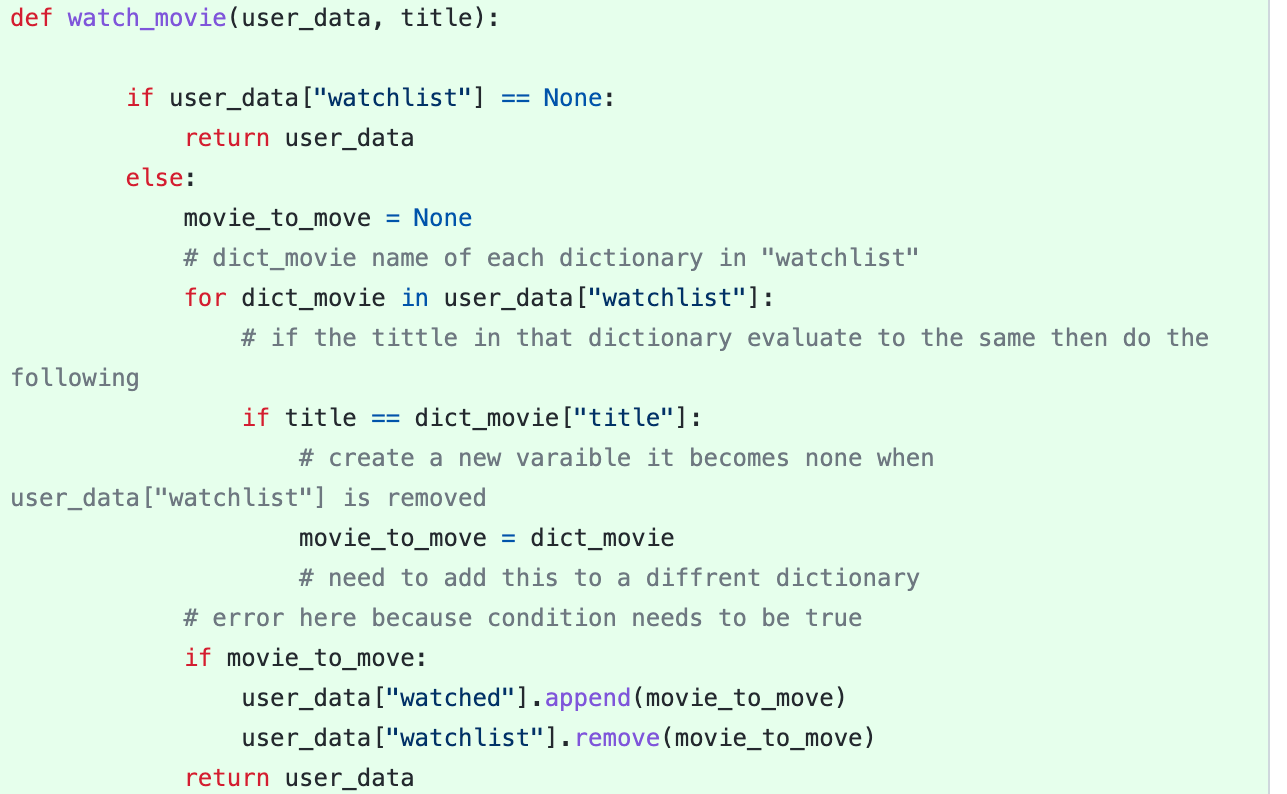 def watch_movie(user_data, title):
        if user_data["watchlist"] == None:
            return user_data
        else:
            movie_to_move = None
            # dict_movie name of each dictionary in "watchlist"
            for dict_movie in user_data["watchlist"]:
                # if the tittle in that dictionary evaluate to the same then do the
following
                if title == dict_movie["title"]:
                    # create a new varaible it becomes none when
user_data["watchlist"] is removed
                    movie_to_move = dict_movie
                    # need to add this to a diffrent dictionary
            # error here because condition needs to be true
            if movie_to_move:
                user_data["watched"].append(movie_to_move)
                user_data["watchlist"].remove(movie_to_move)
            return user_data